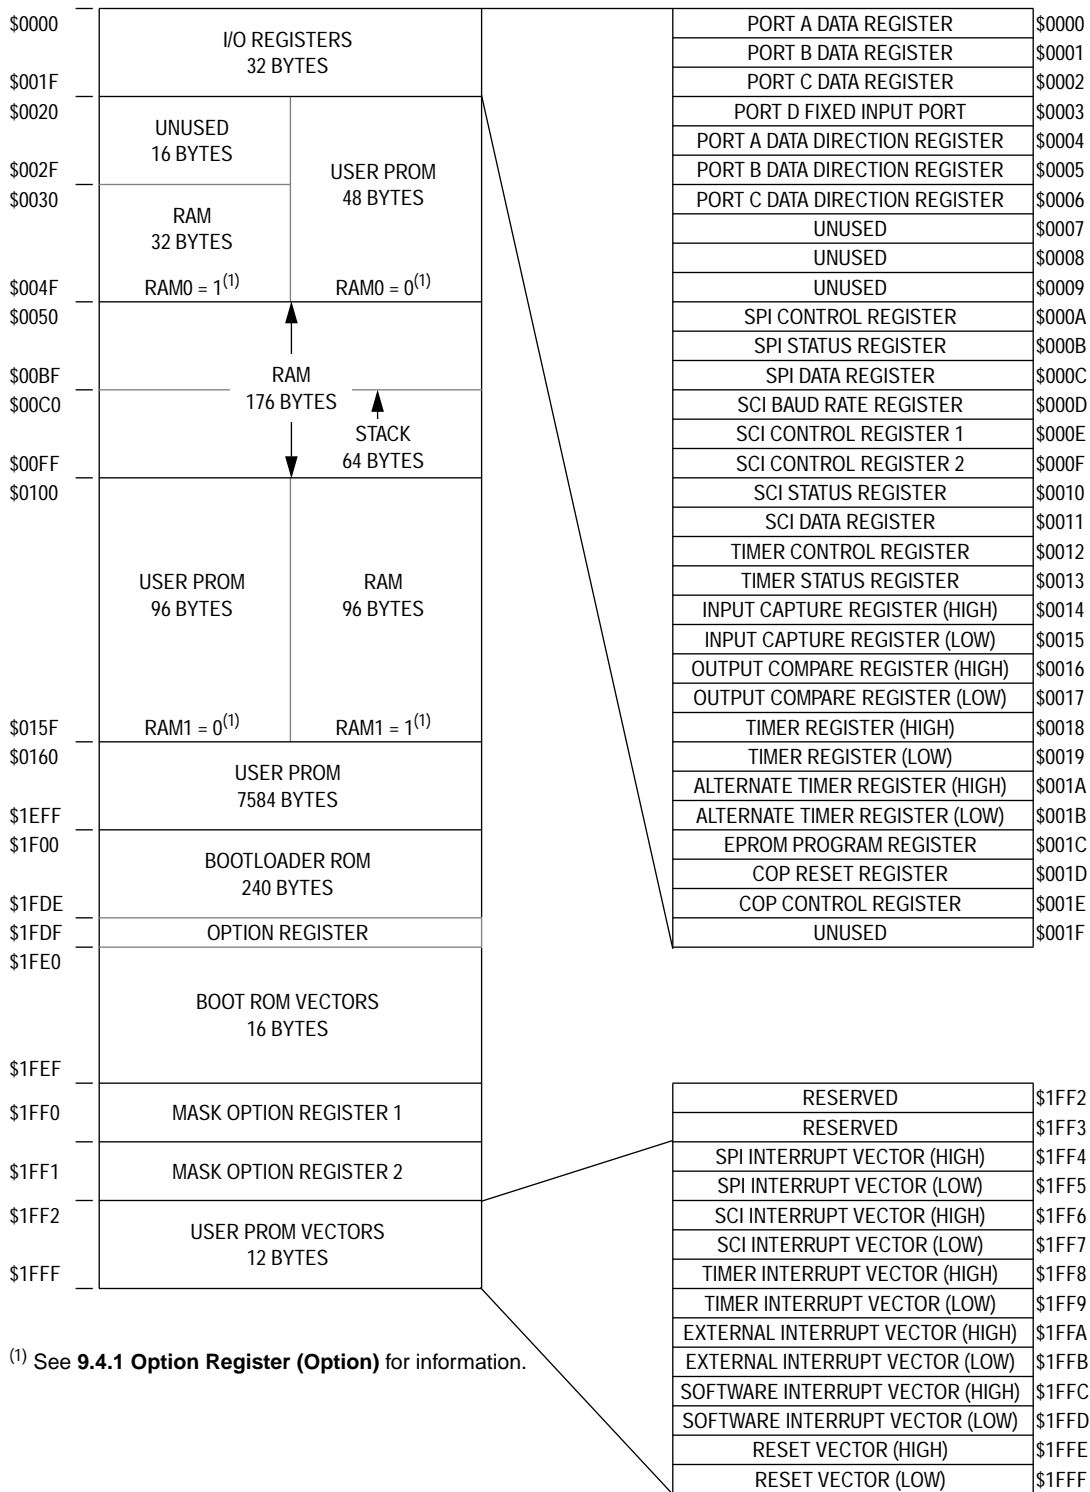 $0000
I/O REGISTERS
32 BYTES
$001F
$0020
UNUSED
16 BYTES
$002F
USER PROM
48 BYTES
$0030
RAM
32 BYTES
$004F
RAM0 = 1(1)
RAM0 = 0(1)
$0050
$00BF
RAM
176 BYTES
$00C0
STACK
64 BYTES
$00FF
$0100
USER PROM
96 BYTES
RAM
96 BYTES
$015F
RAM1 = 0(1)
RAM1 = 1(1)
$0160
USER PROM
7584 BYTES
$1EFF
$1F00
BOOTLOADER ROM
240 BYTES
$1FDE
$1FDF OPTION REGISTER
$1FE0
BOOT ROM VECTORS
16 BYTES
$1FEF
$1FF0 MASK OPTION REGISTER 1
$1FF1 MASK OPTION REGISTER 2
$1FF2
USER PROM VECTORS
12 BYTES
$1FFF
(1) See 9.4.1 Option Register (Option) for information.
PORT A DATA REGISTER $0000
PORT B DATA REGISTER $0001
PORT C DATA REGISTER $0002
PORT D FIXED INPUT PORT $0003
PORT A DATA DIRECTION REGISTER $0004
PORT B DATA DIRECTION REGISTER $0005
PORT C DATA DIRECTION REGISTER $0006
UNUSED $0007
UNUSED $0008
UNUSED $0009
SPI CONTROL REGISTER $000A
SPI STATUS REGISTER $000B
SPI DATA REGISTER $000C
SCI BAUD RATE REGISTER $000D
SCI CONTROL REGISTER 1 $000E
SCI CONTROL REGISTER 2 $000F
SCI STATUS REGISTER $0010
SCI DATA REGISTER $0011
TIMER CONTROL REGISTER $0012
TIMER STATUS REGISTER $0013
INPUT CAPTURE REGISTER (HIGH) $0014
INPUT CAPTURE REGISTER (LOW) $0015
OUTPUT COMPARE REGISTER (HIGH) $0016
OUTPUT COMPARE REGISTER (LOW) $0017
TIMER REGISTER (HIGH) $0018
TIMER REGISTER (LOW) $0019
ALTERNATE TIMER REGISTER (HIGH) $001A
ALTERNATE TIMER REGISTER (LOW) $001B
EPROM PROGRAM REGISTER $001C
COP RESET REGISTER $001D
COP CONTROL REGISTER $001E
UNUSED $001F
RESERVED $1FF2
RESERVED $1FF3
SPI INTERRUPT VECTOR (HIGH) $1FF4
SPI INTERRUPT VECTOR (LOW) $1FF5
SCI INTERRUPT VECTOR (HIGH) $1FF6
SCI INTERRUPT VECTOR (LOW) $1FF7
TIMER INTERRUPT VECTOR (HIGH) $1FF8
TIMER INTERRUPT VECTOR (LOW) $1FF9
EXTERNAL INTERRUPT VECTOR (HIGH) $1FFA
EXTERNAL INTERRUPT VECTOR (LOW) $1FFB
SOFTWARE INTERRUPT VECTOR (HIGH) $1FFC
SOFTWARE INTERRUPT VECTOR (LOW) $1FFD
RESET VECTOR (HIGH) $1FFE
RESET VECTOR (LOW) $1FFF